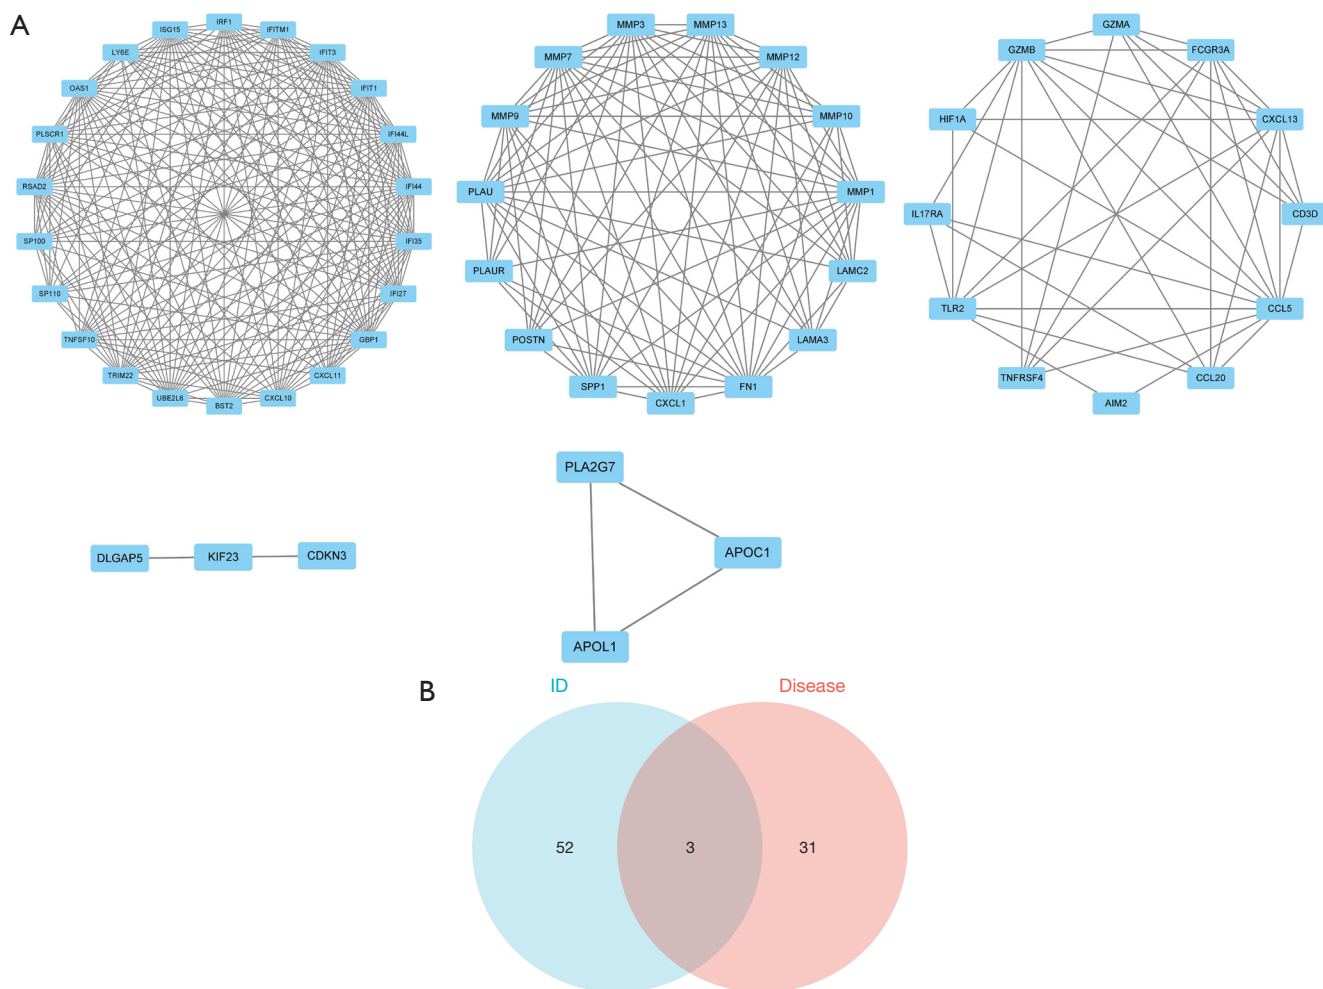 A
IRF1
ISG15
IFITM1
LY6E
IFIT3
OAS1
IFIT1
PLSCR1
IFI44L
RSAD2
IFI44
SP100
IFI35
SP110
IFI27
TNFSF10
GBP1
TRIM22
CXCL11
UBE2L6
CXCL10
BST2
MMP3
MMP13
MMP7
MMP12
MMP9
MMP10
PLAU
MMP1
PLAUR
LAMC2
POSTN
LAMA3
SPP1
FN1
CXCL1
GZMA
GZMB
FCGR3A
HIF1A
CXCL13
IL17RA
CD3D
TLR2
CCL5
TNFRSF4
CCL20
AIM2
DLGAP5
KIF23
CDKN3
PLA2G7
APOC1
APOL1
B
ID
Disease
52
3
31